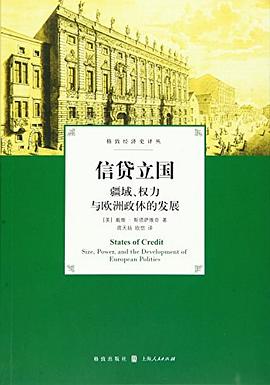 格致经济史译丛
信贷立国
疆域、权力
与欧洲政体的发展
[美] 戴维·斯塔萨维奇 著
席天扬 欧恺 译
States of Credit
Size, Power, and the Development of
European Polities
格致出版社 上海人民出版社